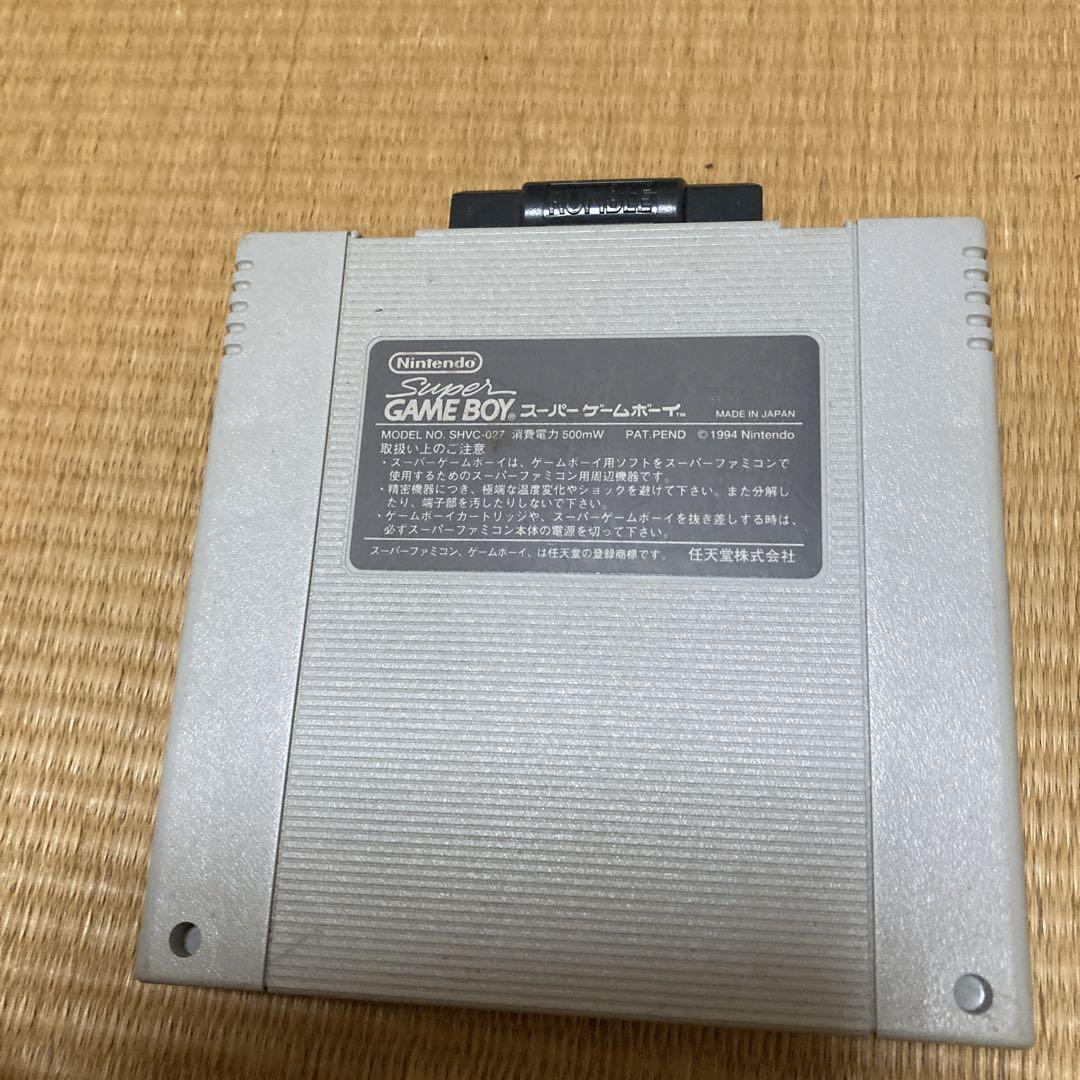 RUMBLE
Nintendo
Super
GAME BOY® スーパーゲームボーイ™ MADE IN JAPAN
MODEL NO. SHVC-027 消費電力 500mW PAT.PEND ©1994 Nintendo
取扱い上のご注意
・スーパーゲームボーイは、ゲームボーイ用ソフトをスーパーファミコンで
使用するためのスーパーファミコン用周辺機器です。
・精密機器につき、極端な温度変化やショックを避けて下さい。また分解し
たり、端子部を汚したりしないで下さい。
・ゲームボーイカートリッジや、スーパーゲームボーイを抜き差しする時は、
必ずスーパーファミコン本体の電源を切って下さい。
スーパーファミコン、ゲームボーイ、は任天堂の登録商標です。 任天堂株式会社